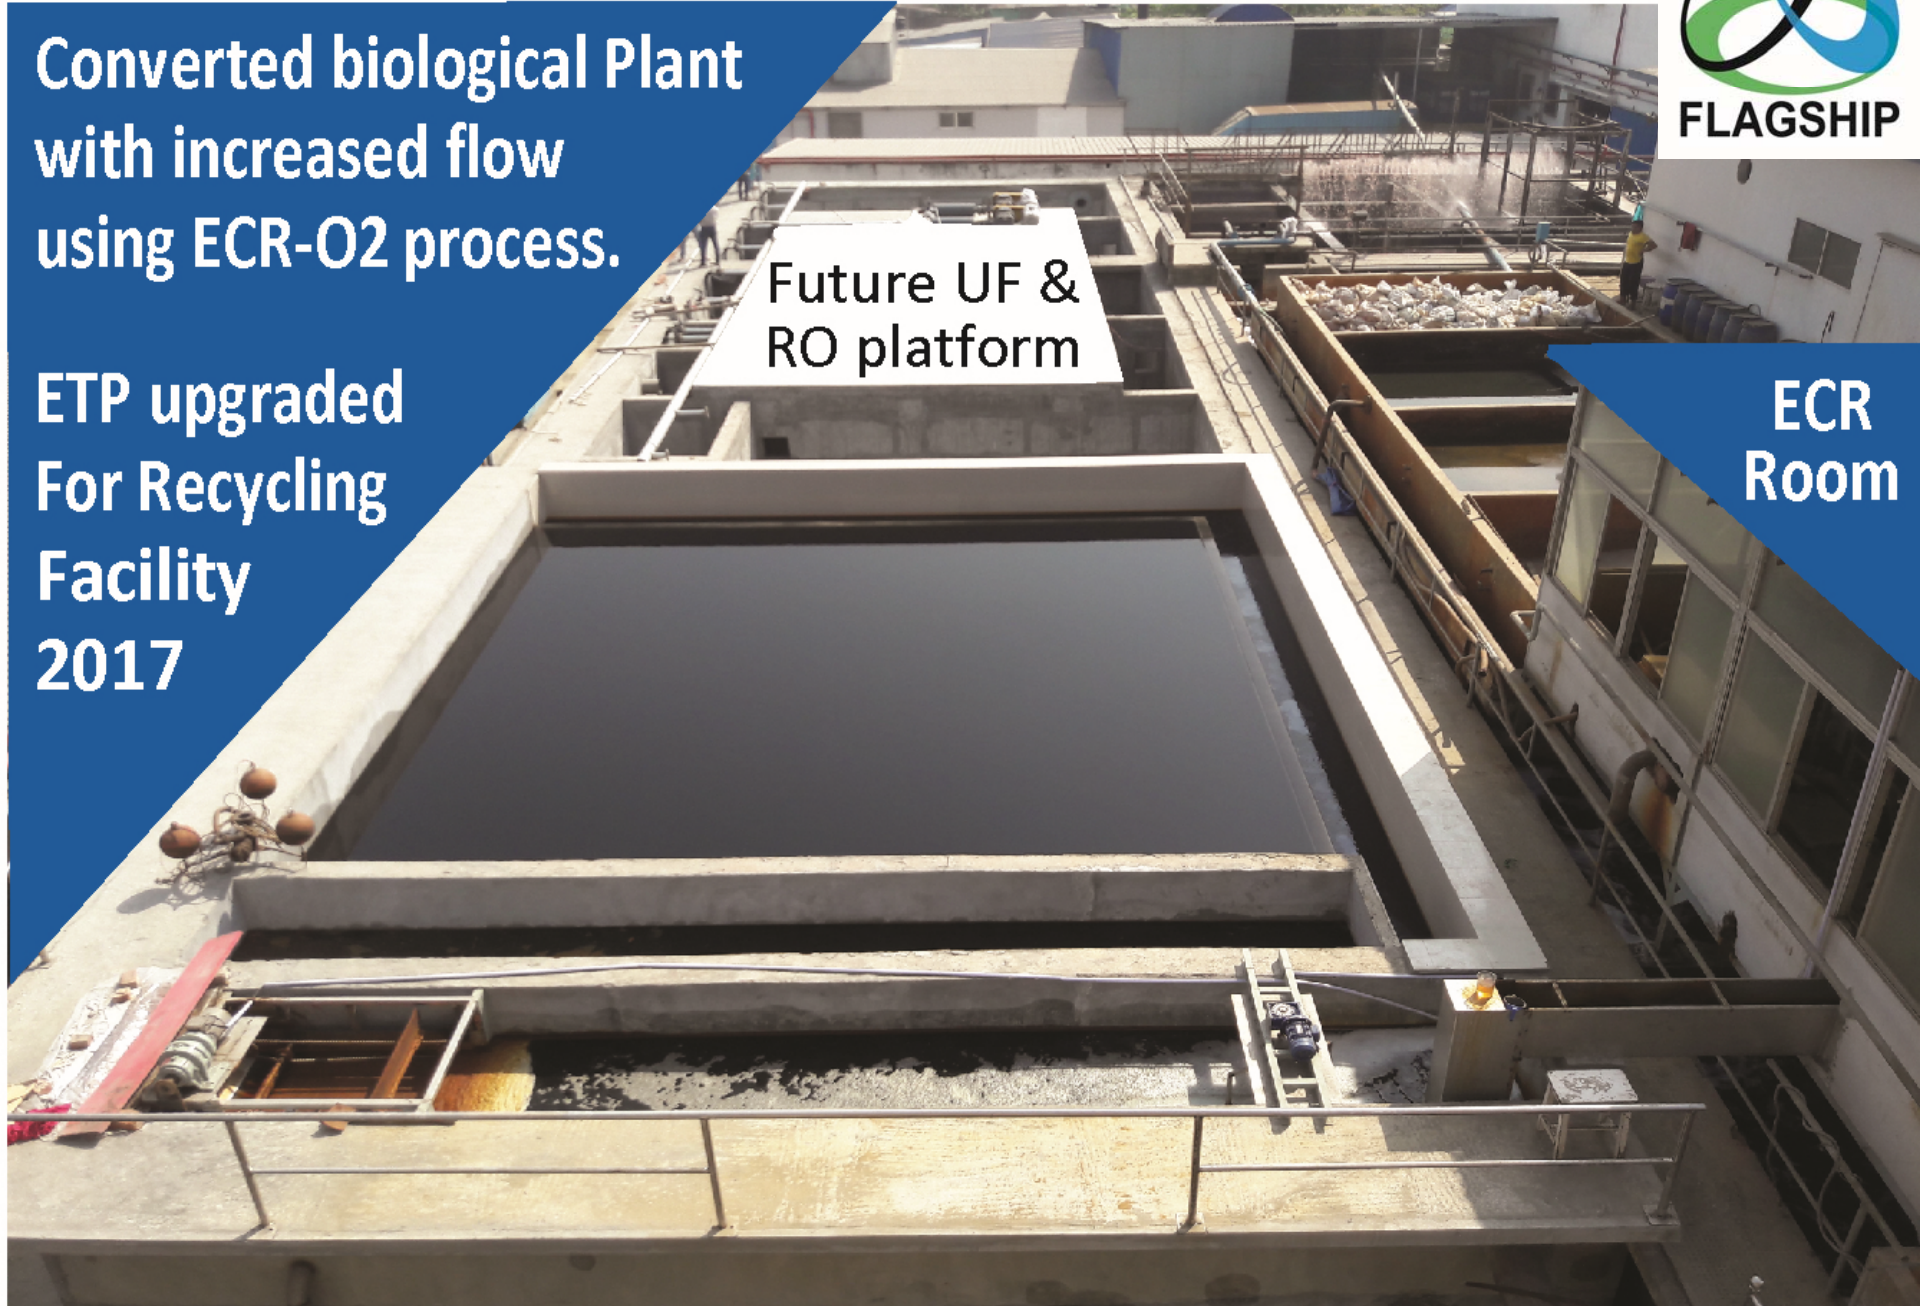 Converted biological Plant
with increased flow
using ECR-O2 process.
ETP upgraded
For Recycling
Facility
2017
Future UF &
RO platform
FLAGSHIP
ECR
Room